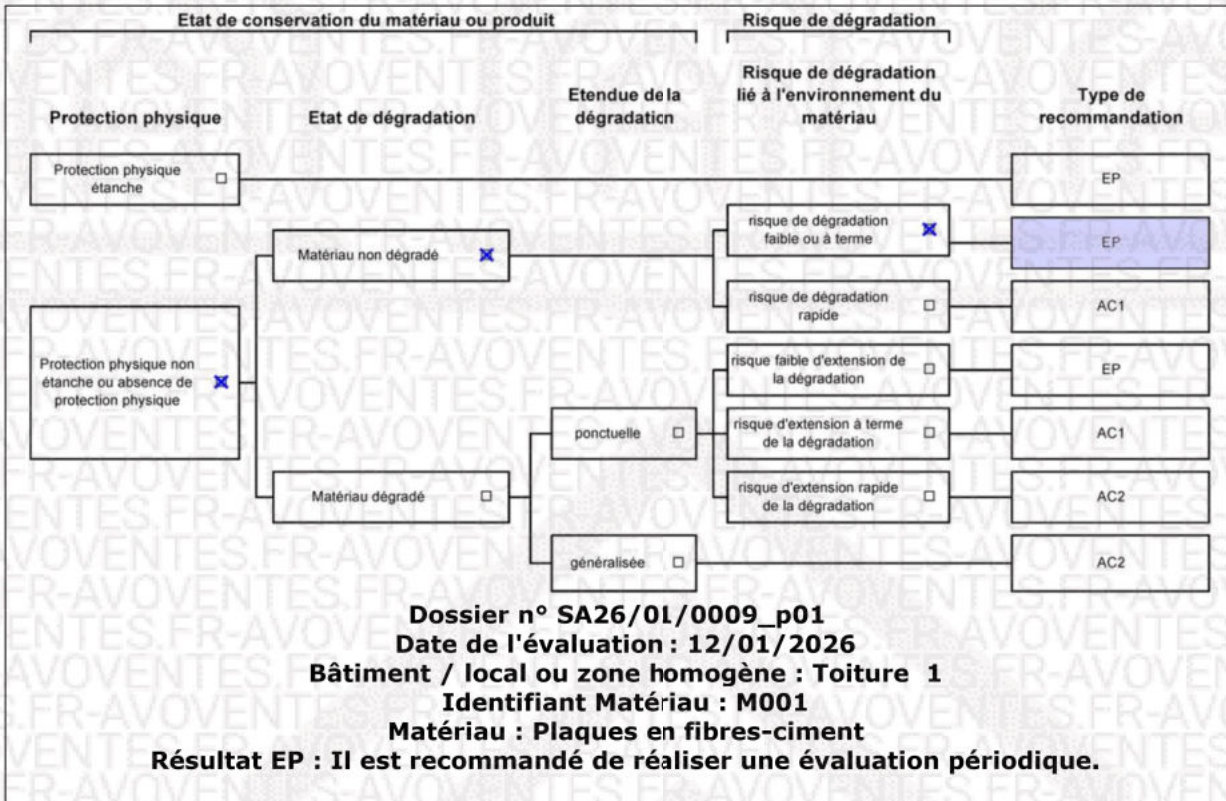 Etat de conservation du matériau ou produit
Risque de dégradation
Protection physique
Etat de dégradation
Etendue de la
dégradation
Risque de dégradation
lié à l'environnement du
matériau
Type de
recommandation
Protection physique
étanche
EP
risque de dégradation
faible ou à terme
EP
Matériau non dégradé
risque de dégradation
rapide
AC1
Protection physique non
étanche ou absence de
protection physique
risque faible d'extension de
la dégradation
EP
ponctuelle
risque d'extension à terme
de la dégradation
AC1
Matériau dégradé
risque d'extension rapide
de la dégradation
AC2
généralisée
AC2
Dossier n° SA26/01/0009_p01
Date de l'évaluation : 12/01/2026
Bâtiment / local ou zone homogène : Toiture 1
Identifiant Matériau : M001
Matériau : Plaques en fibres-ciment
Résultat EP : Il est recommandé de réaliser une évaluation périodique.